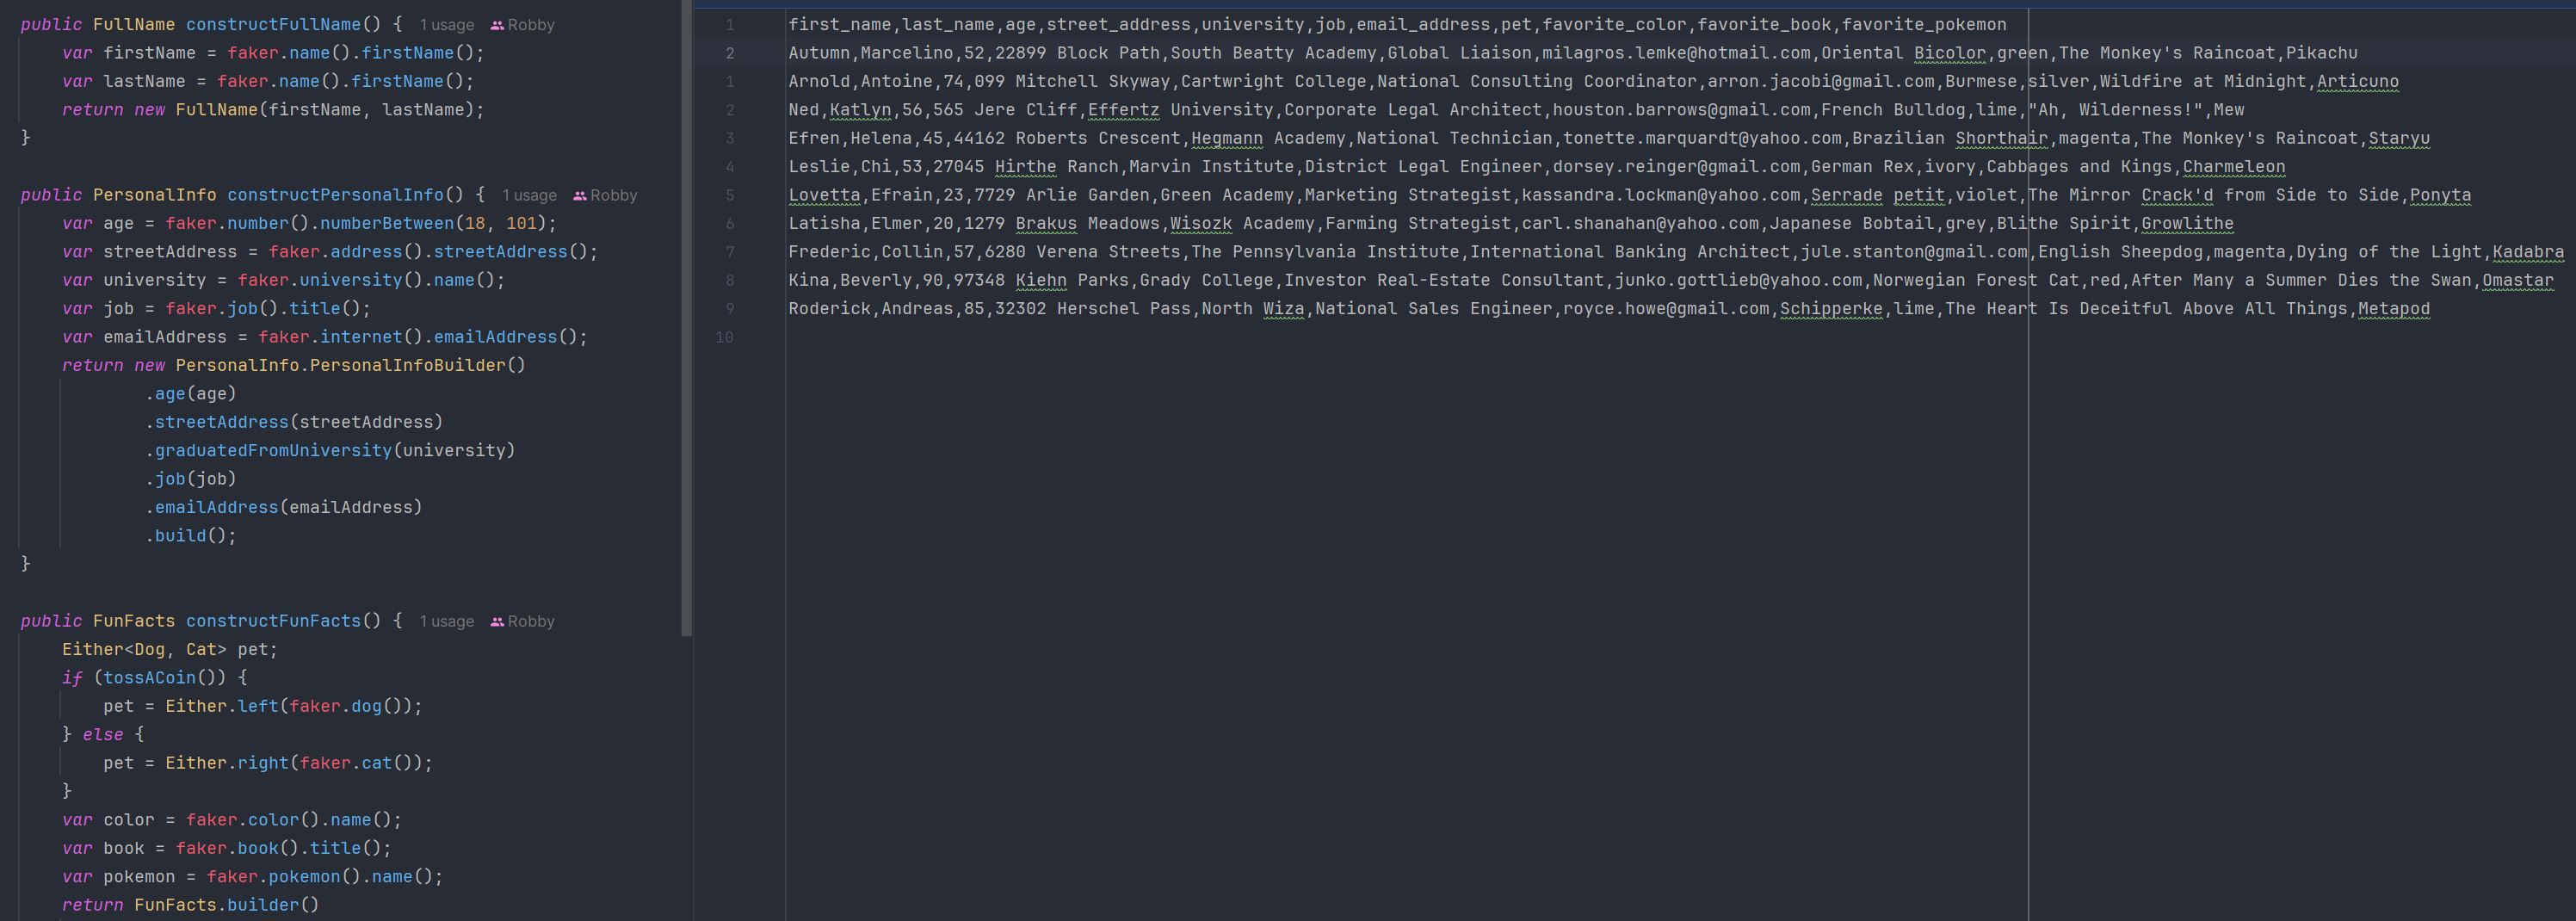 public FullName constructFullName() { 1 usage Robby
var firstName = faker.name().firstName();
var lastName = faker.name().firstName();
return new FullName(firstName, lastName);
}
public PersonalInfo constructPersonalInfo() { 1 usage Robby
var age = faker.number().numberBetween(18, 101);
var streetAddress = faker.address().streetAddress();
var university = faker.university().name();
var job = faker.job().title();
var emailAddress = faker.internet().emailAddress();
return new PersonalInfo.PersonalInfoBuilder()
.age(age)
.streetAddress(streetAddress)
.graduatedFromUniversity(university)
.job(job)
.emailAddress(emailAddress)
.build();
}
public FunFacts constructFunFacts() { 1 usage Robby
Either<Dog, Cat> pet;
if (tossACoin()) {
pet = Either.left(faker.dog());
} else {
pet = Either.right(faker.cat());
}
var color = faker.color().name();
var book = faker.book().title();
var pokemon = faker.pokemon().name();
return FunFacts.builder()
1 first_name,last_name,age,street_address,university,job,email_address,pet,favorite_color,favorite_book,favorite_pokemon
2 Autumn,Marcelino,52,22899 Block Path,South Beatty Academy,Global Liaison,milagros.lemke@hotmail.com,Oriental Bicolor,green,The Monkey's Raincoat,Pikachu
1 Arnold,Antoine,74,099 Mitchell Skyway,Cartwright College,National Consulting Coordinator,arron.jacobi@gmail.com,Burmese,silver,Wildfire at Midnight,Articuno
2 Ned,Katlyn,56,565 Jere Cliff,Effertz University,Corporate Legal Architect,houston.barrows@gmail.com,French Bulldog,lime,"Ah, Wilderness!",Mew
3 Efren,Helena,45,44162 Roberts Crescent,Hegmann Academy,National Technician,tonette.marquardt@yahoo.com,Brazilian Shorthair,magenta,The Monkey's Raincoat,Staryu
4 Leslie,Chi,53,27045 Hirthe Ranch,Marvin Institute,District Legal Engineer,dorsey.reinger@gmail.com,German Rex,ivory,Cabbages and Kings,Charmeleon
5 Lovetta,Efrain,23,7729 Arlie Garden,Green Academy,Marketing Strategist,kassandra.lockman@yahoo.com,Serrade petit,violet,The Mirror Crack'd from Side to Side,Ponyta
6 Latisha,Elmer,20,1279 Brakus Meadows,Wisozk Academy,Farming Strategist,carl.shanahan@yahoo.com,Japanese Bobtail,grey,Blithe Spirit,Growlithe
7 Frederic,Collin,57,6280 Verena Streets,The Pennsylvania Institute,International Banking Architect,jule.stanton@gmail.com,English Sheepdog,magenta,Dying of the Light,Kadabra
8 Kina,Beverly,90,97348 Kiehn Parks,Grady College,Investor Real-Estate Consultant,junko.gottlieb@yahoo.com,Norwegian Forest Cat,red,After Many a Summer Dies the Swan,Omastar
9 Roderick,Andreas,85,32302 Herschel Pass,North Wiza,National Sales Engineer,royce.howe@gmail.com,Schipperke,lime,The Heart Is Deceitful Above All Things,Metapod
10